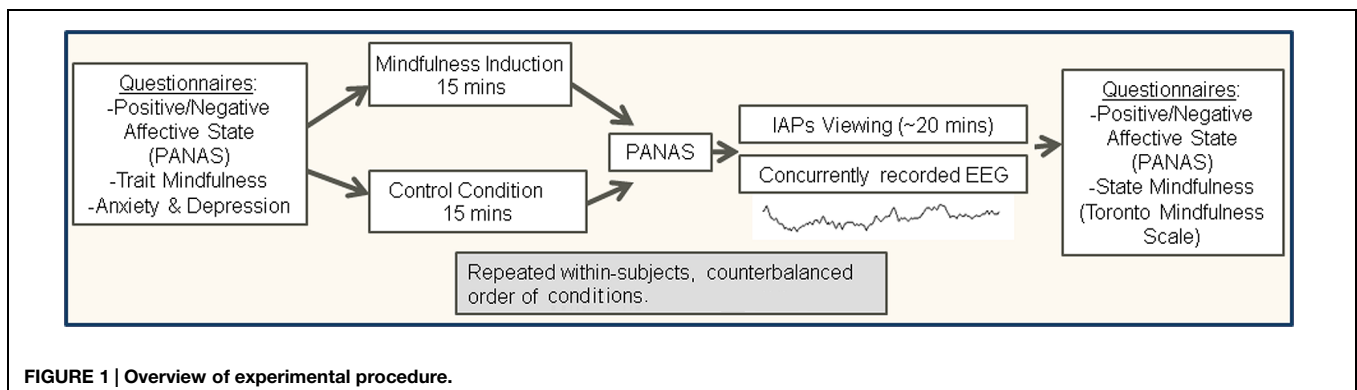 Questionnaires:
-Positive/Negative
Affective State
(PANAS)
-Trait Mindfulness
-Anxiety & Depression
Mindfulness Induction
15 mins
Control Condition
15 mins
PANAS
IAPs Viewing (~20 mins)
Concurrently recorded EEG
Questionnaires:
-Positive/Negative
Affective State
(PANAS)
-State Mindfulness
(Toronto Mindfulness
Scale)
Repeated within-subjects, counterbalanced
order of conditions.
FIGURE 1 | Overview of experimental procedure.